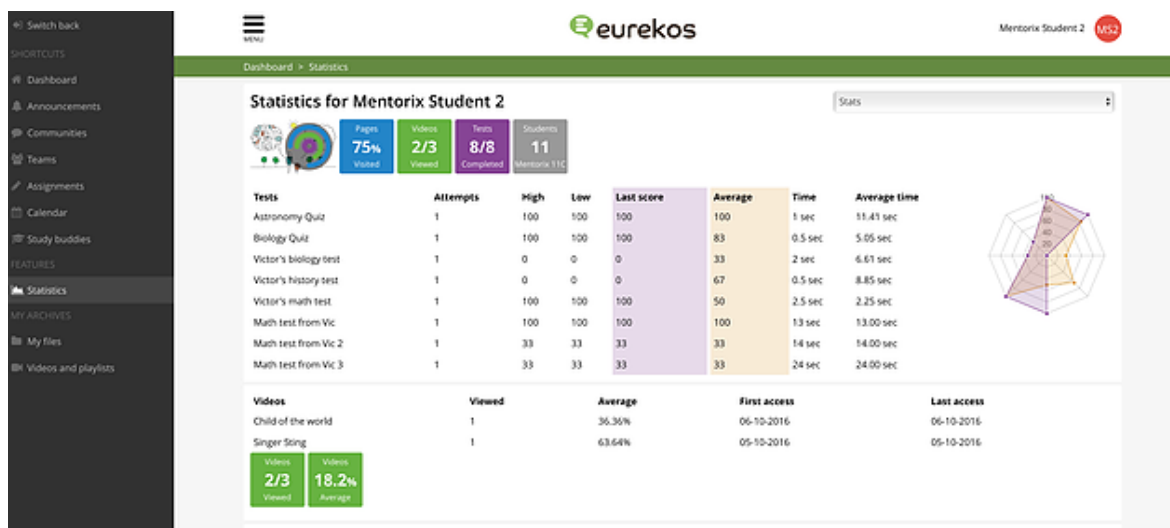 Switch back
SHORTCUTS
Dashboard
Announcements
Communities
Teams
Assignments
Calendar
Study buddies
FEATURES
Statistics
MY ARCHIVES
My files
Videos and playlists
MENU
eurekos
Mentorix Student 2 MS2
Dashboard > Statistics
Statistics for Mentorix Student 2
Stats
Pages Videos Tests Students
75% 2/3 8/8 11
Visited Viewed Completed Mentorix 11C
Tests Attempts High Low Last score Average Time Average time
Astronomy Quiz 1 100 100 100 100 1 sec 11.41 sec
Biology Quiz 1 100 100 100 83 0.5 sec 5.05 sec
Victor's biology test 1 0 0 0 33 2 sec 6.61 sec
Victor's history test 1 0 0 0 67 0.5 sec 8.85 sec
Victor's math test 1 100 100 100 50 2.5 sec 2.25 sec
Math test from Vic 1 100 100 100 100 13 sec 13.00 sec
Math test from Vic 2 1 33 33 33 33 14 sec 14.00 sec
Math test from Vic 3 1 33 33 33 33 24 sec 24.00 sec
80
60
40
20
Videos Viewed Average First access Last access
Child of the world 1 36.36% 06-10-2016 06-10-2016
Singer Sting 1 63.64% 05-10-2016 05-10-2016
Videos Videos
2/3 18.2%
Viewed Average